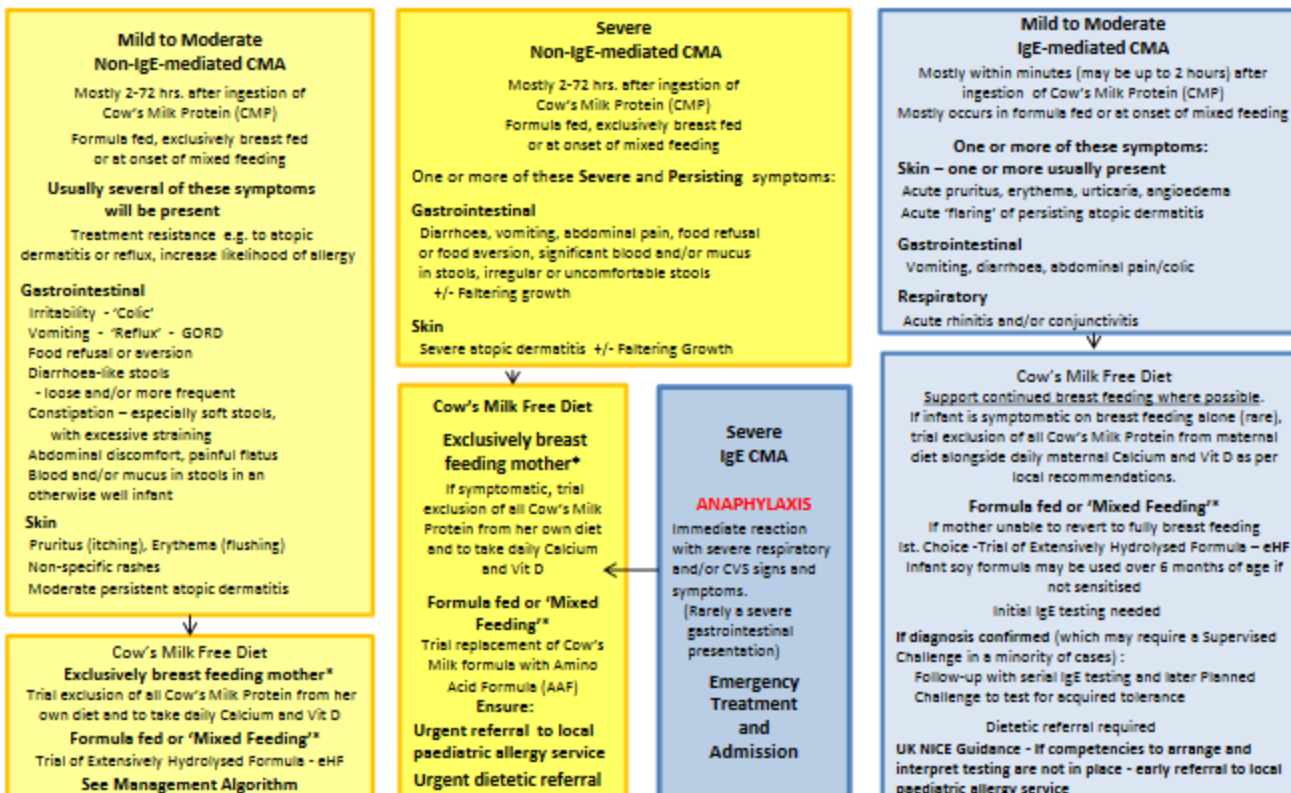 Mild to Moderate
Non-IgE-mediated CMA
Mostly 2-72 hrs. after ingestion of
Cow's Milk Protein (CMP)
Formula fed, exclusively breast fed
or at onset of mixed feeding
Usually several of these symptoms
will be present
Treatment resistance e.g. to atopic
dermatitis or reflux, increase likelihood of allergy
Gastrointestinal
Irritability - 'Colic'
Vomiting - 'Reflux' - GORD
Food refusal or aversion
Diarrhoea-like stools
- loose and/or more frequent
Constipation – especially soft stools,
with excessive straining
Abdominal discomfort, painful flatus
Blood and/or mucus in stools in an
otherwise well infant
Skin
Pruritus (itching), Erythema (flushing)
Non-specific rashes
Moderate persistent atopic dermatitis
Cow's Milk Free Diet
Exclusively breast feeding mother*
Trial exclusion of all Cow's Milk Protein from her
own diet and to take daily Calcium and Vit D
Formula fed or 'Mixed Feeding'*
Trial of Extensively Hydrolysed Formula - eHF
See Management Algorithm
Severe
Non-IgE-mediated CMA
Mostly 2-72 hrs. after ingestion of
Cow's Milk Protein (CMP)
Formula fed, exclusively breast fed
or at onset of mixed feeding
One or more of these Severe and Persisting symptoms:
Gastrointestinal
Diarrhoea, vomiting, abdominal pain, food refusal
or food aversion, significant blood and/or mucus
in stools, irregular or uncomfortable stools
+/- Faltering growth
Skin
Severe atopic dermatitis +/- Faltering Growth
Cow's Milk Free Diet
Exclusively breast
feeding mother*
If symptomatic, trial
exclusion of all Cow's Milk
Protein from her own diet
and to take daily Calcium
and Vit D
Formula fed or 'Mixed
Feeding'*
Trial replacement of Cow's
Milk formula with Amino
Acid Formula (AAF)
Ensure:
Urgent referral to local
paediatric allergy service
Urgent dietetic referral
Severe
IgE CMA
ANAPHYLAXIS
Immediate reaction
with severe respiratory
and/or CVS signs and
symptoms.
(Rarely a severe
gastrointestinal
presentation)
Emergency
Treatment
and
Admission
Mild to Moderate
IgE-mediated CMA
Mostly within minutes (may be up to 2 hours) after
ingestion of Cow's Milk Protein (CMP)
Mostly occurs in formula fed or at onset of mixed feeding
One or more of these symptoms:
Skin – one or more usually present
Acute pruritus, erythema, urticaria, angioedema
Acute 'flaring' of persisting atopic dermatitis
Gastrointestinal
Vomiting, diarrhoea, abdominal pain/colic
Respiratory
Acute rhinitis and/or conjunctivitis
Cow's Milk Free Diet
Support continued breast feeding where possible.
If infant is symptomatic on breast feeding alone (rare),
trial exclusion of all Cow's Milk Protein from maternal
diet alongside daily maternal Calcium and Vit D as per
local recommendations.
Formula fed or 'Mixed Feeding'*
If mother unable to revert to fully breast feeding
Ist. Choice -Trial of Extensively Hydrolysed Formula – eHF
Infant soy formula may be used over 6 months of age if
not sensitised
Initial IgE testing needed
If diagnosis confirmed (which may require a Supervised
Challenge in a minority of cases) :
Follow-up with serial IgE testing and later Planned
Challenge to test for acquired tolerance
Dietetic referral required
UK NICE Guidance - If competencies to arrange and
interpret testing are not in place - early referral to local
paediatric allergy service